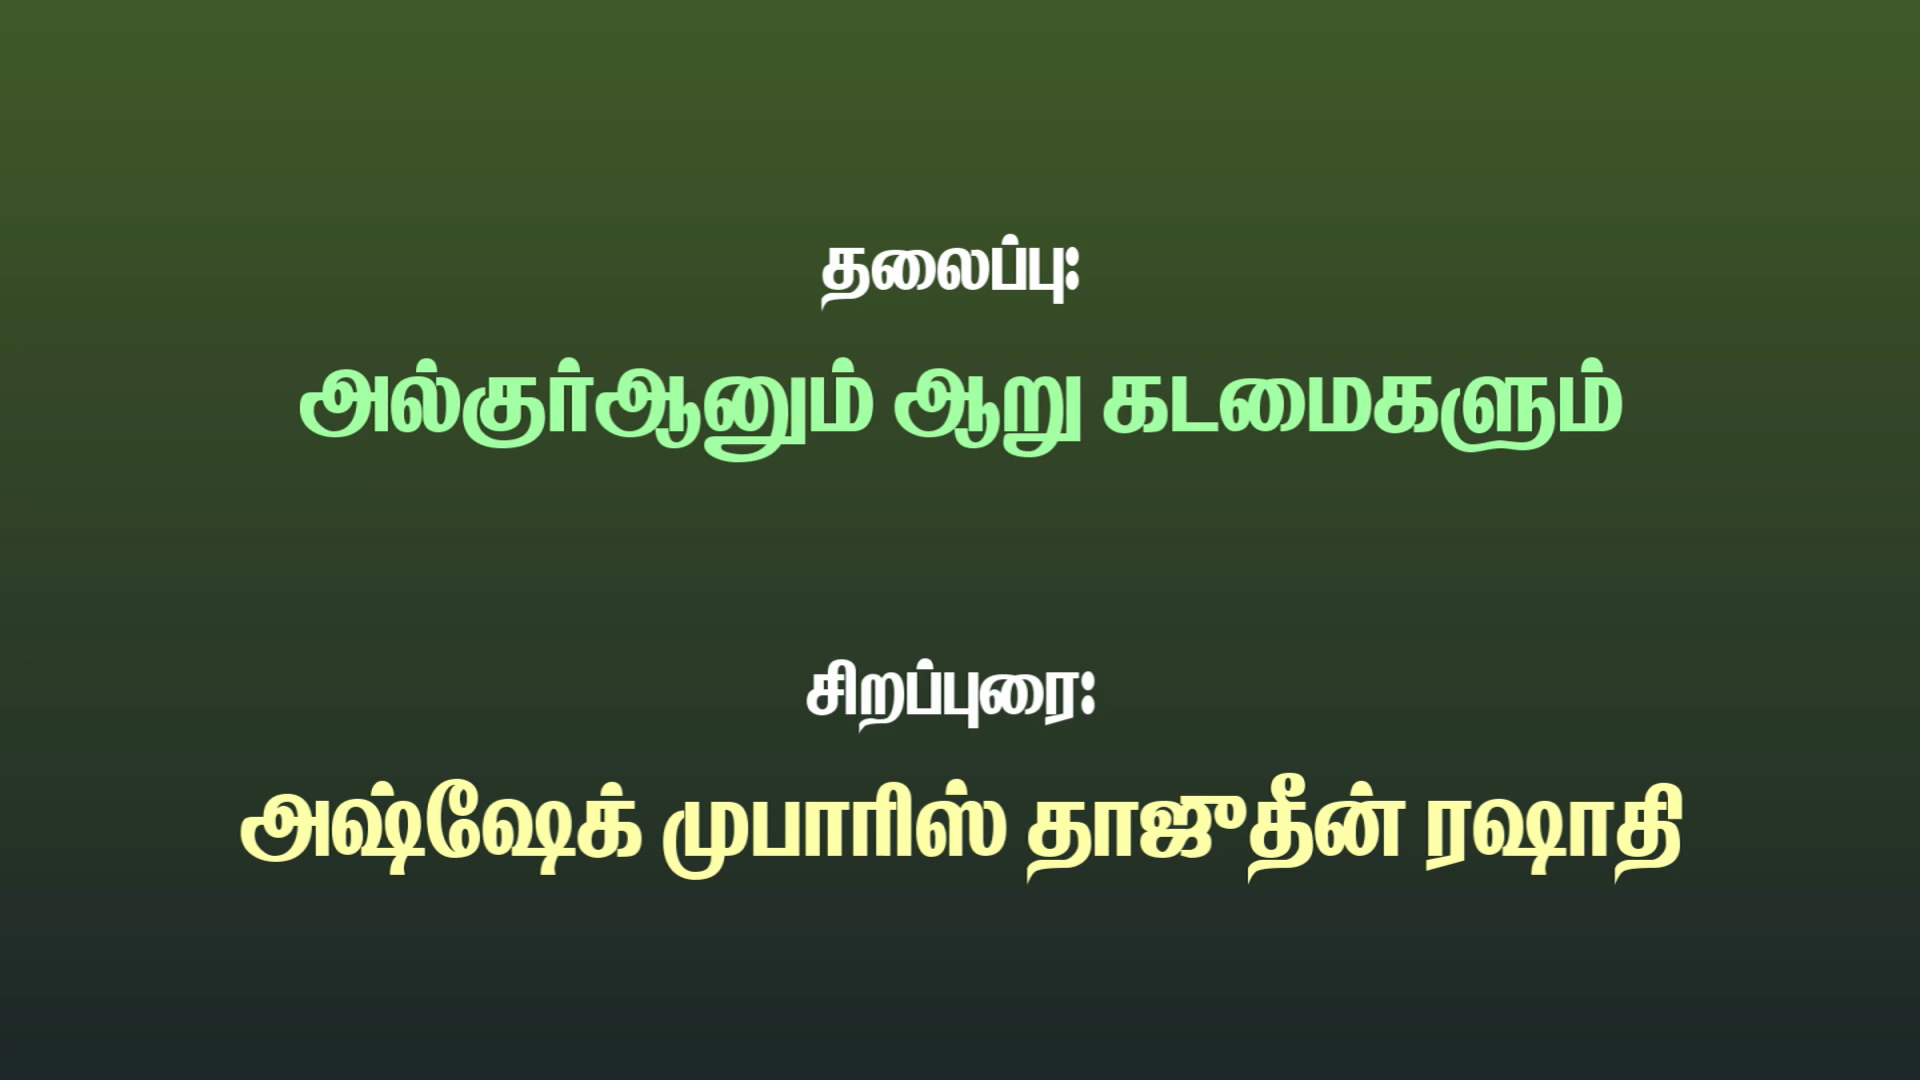 தலைப்பு:
அல்குர்ஆனும் ஆறு கடமைகளும்
சிறப்புரை:
அஷ்ஷேக் முபாரிஸ் தாஜுதீன் ரஷாதி